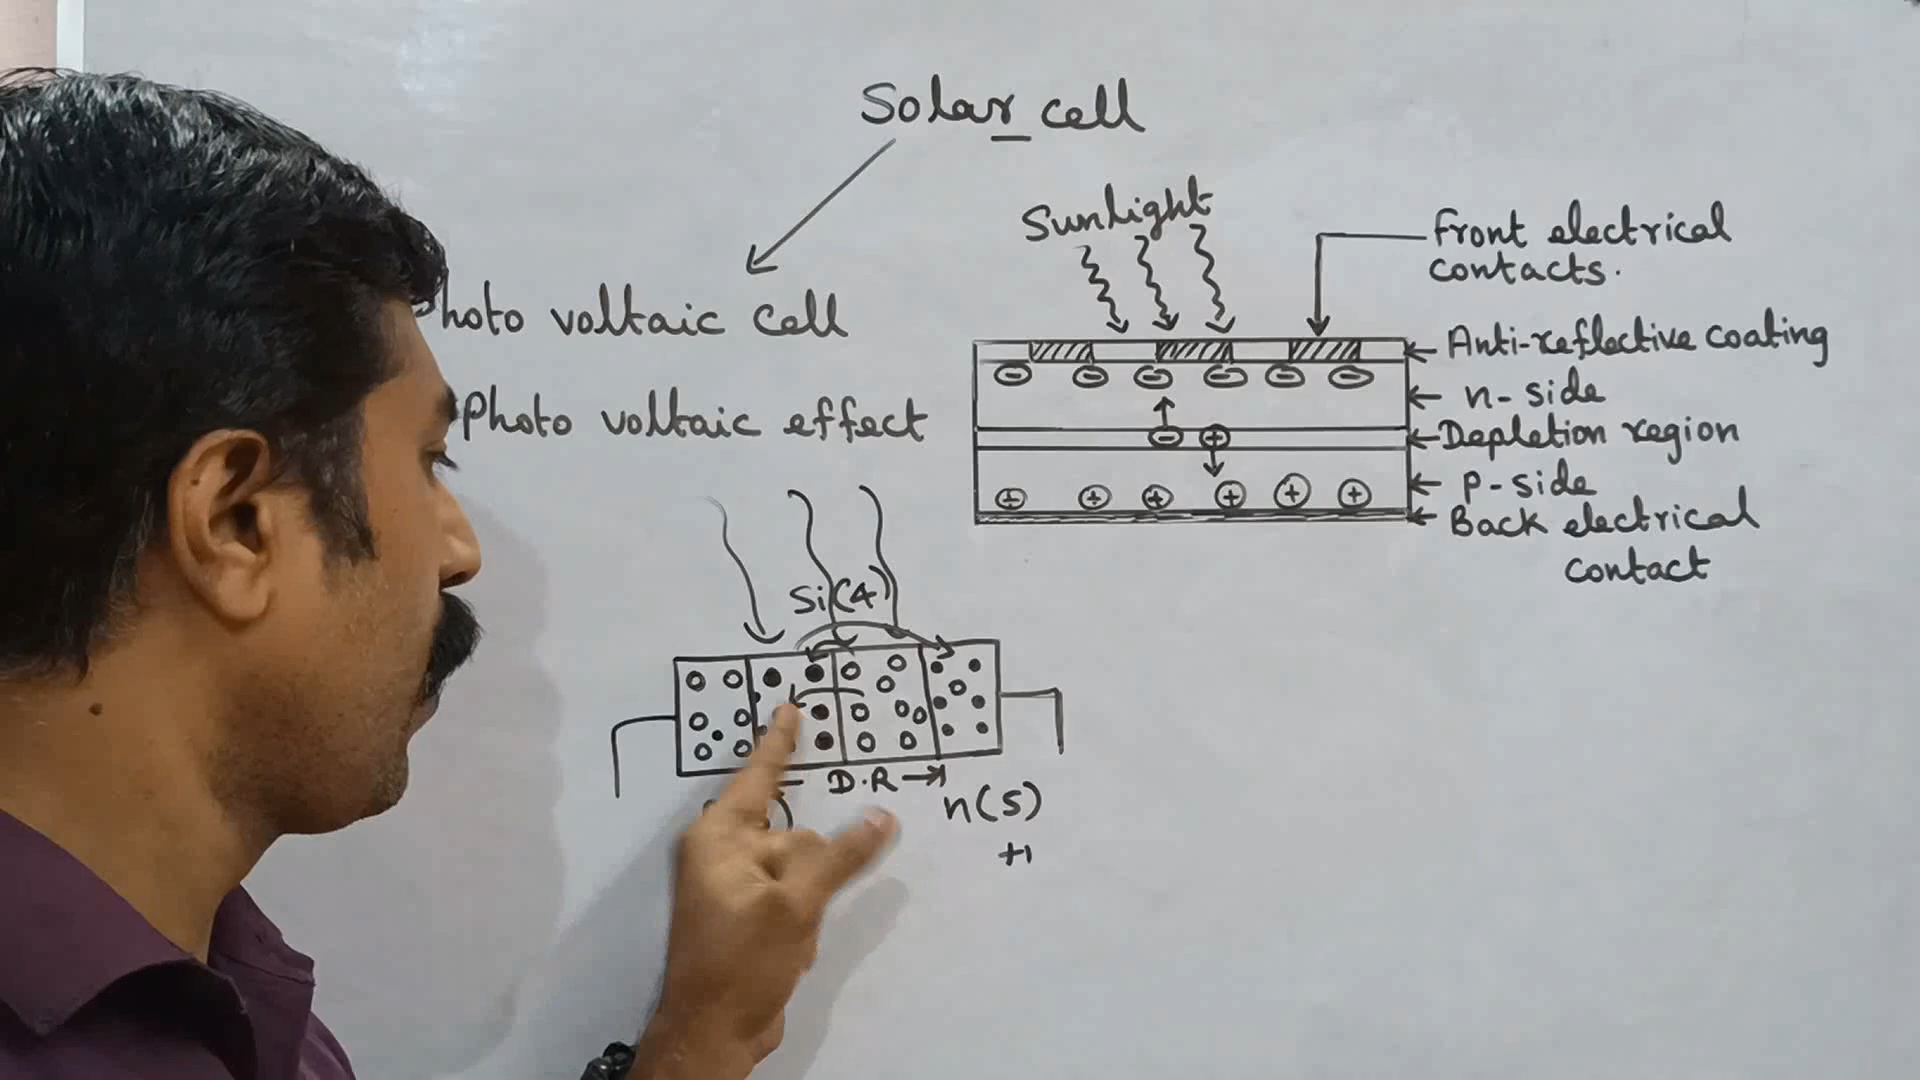 Solar cell
Sunlight
Front electrical
contacts.
Photo voltaic cell
Anti-reflective coating
n-side
Photo voltaic effect
Depletion region
p-side
Back electrical
contact
Si(4)
D.R
n(5)
+1